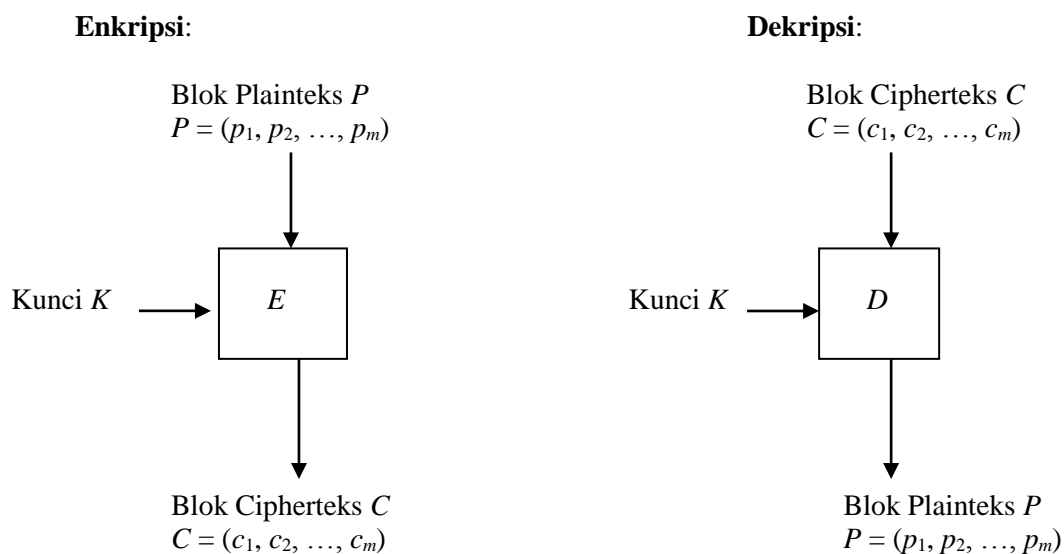 Enkripsi:
Blok Plainteks P
P = (p₁, p₂, …, pₘ)
Kunci K
E
Blok Cipherteks C
C = (c₁, c₂, …, cₘ)
Dekripsi:
Blok Cipherteks C
C = (c₁, c₂, …, cₘ)
Kunci K
D
Blok Plainteks P
P = (p₁, p₂, …, pₘ)